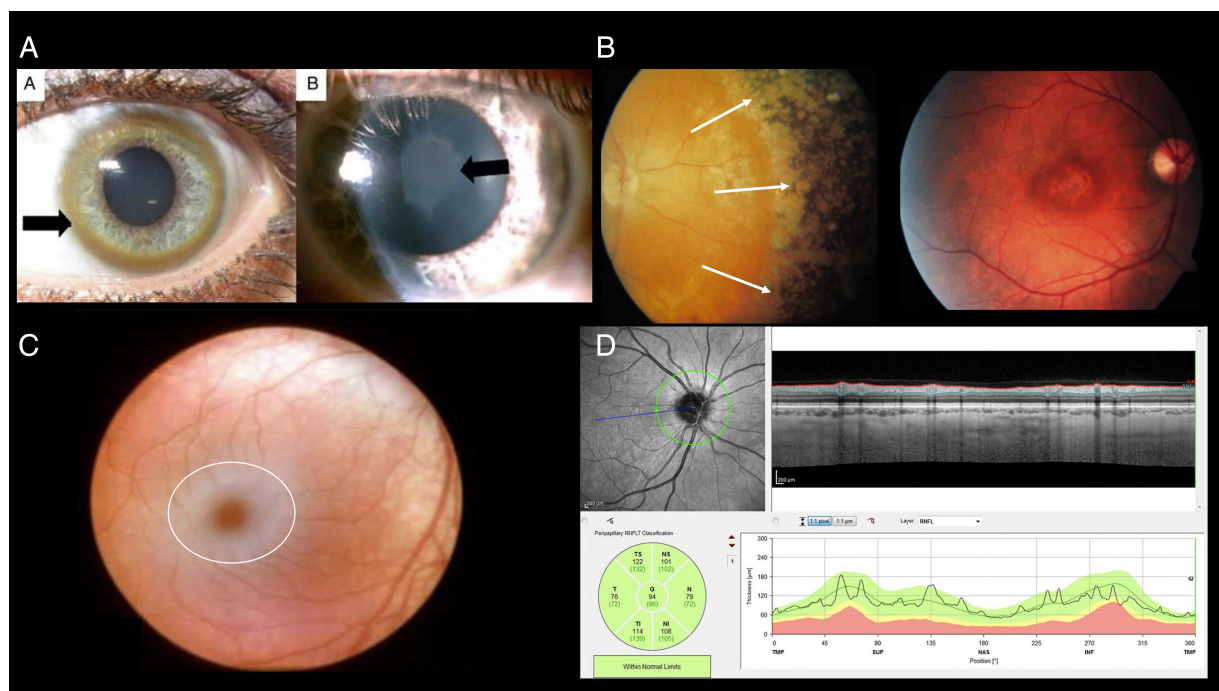 A
A
B
B
C
D
200 µm
200 µm
1:1 pixel
1:1 µm
Layer:
RNFL
Peripapillary RNFLT Classification
TS
122
(132)
NS
101
(102)
T
76
(72)
G
94
(96)
N
79
(72)
TI
114
(139)
NI
108
(105)
Within Normal Limits
1
Thickness [µm]
300
240
180
120
60
0
0
45
90
135
180
225
270
315
360
TMP
SUP
NAS
INF
TMP
Position [°]